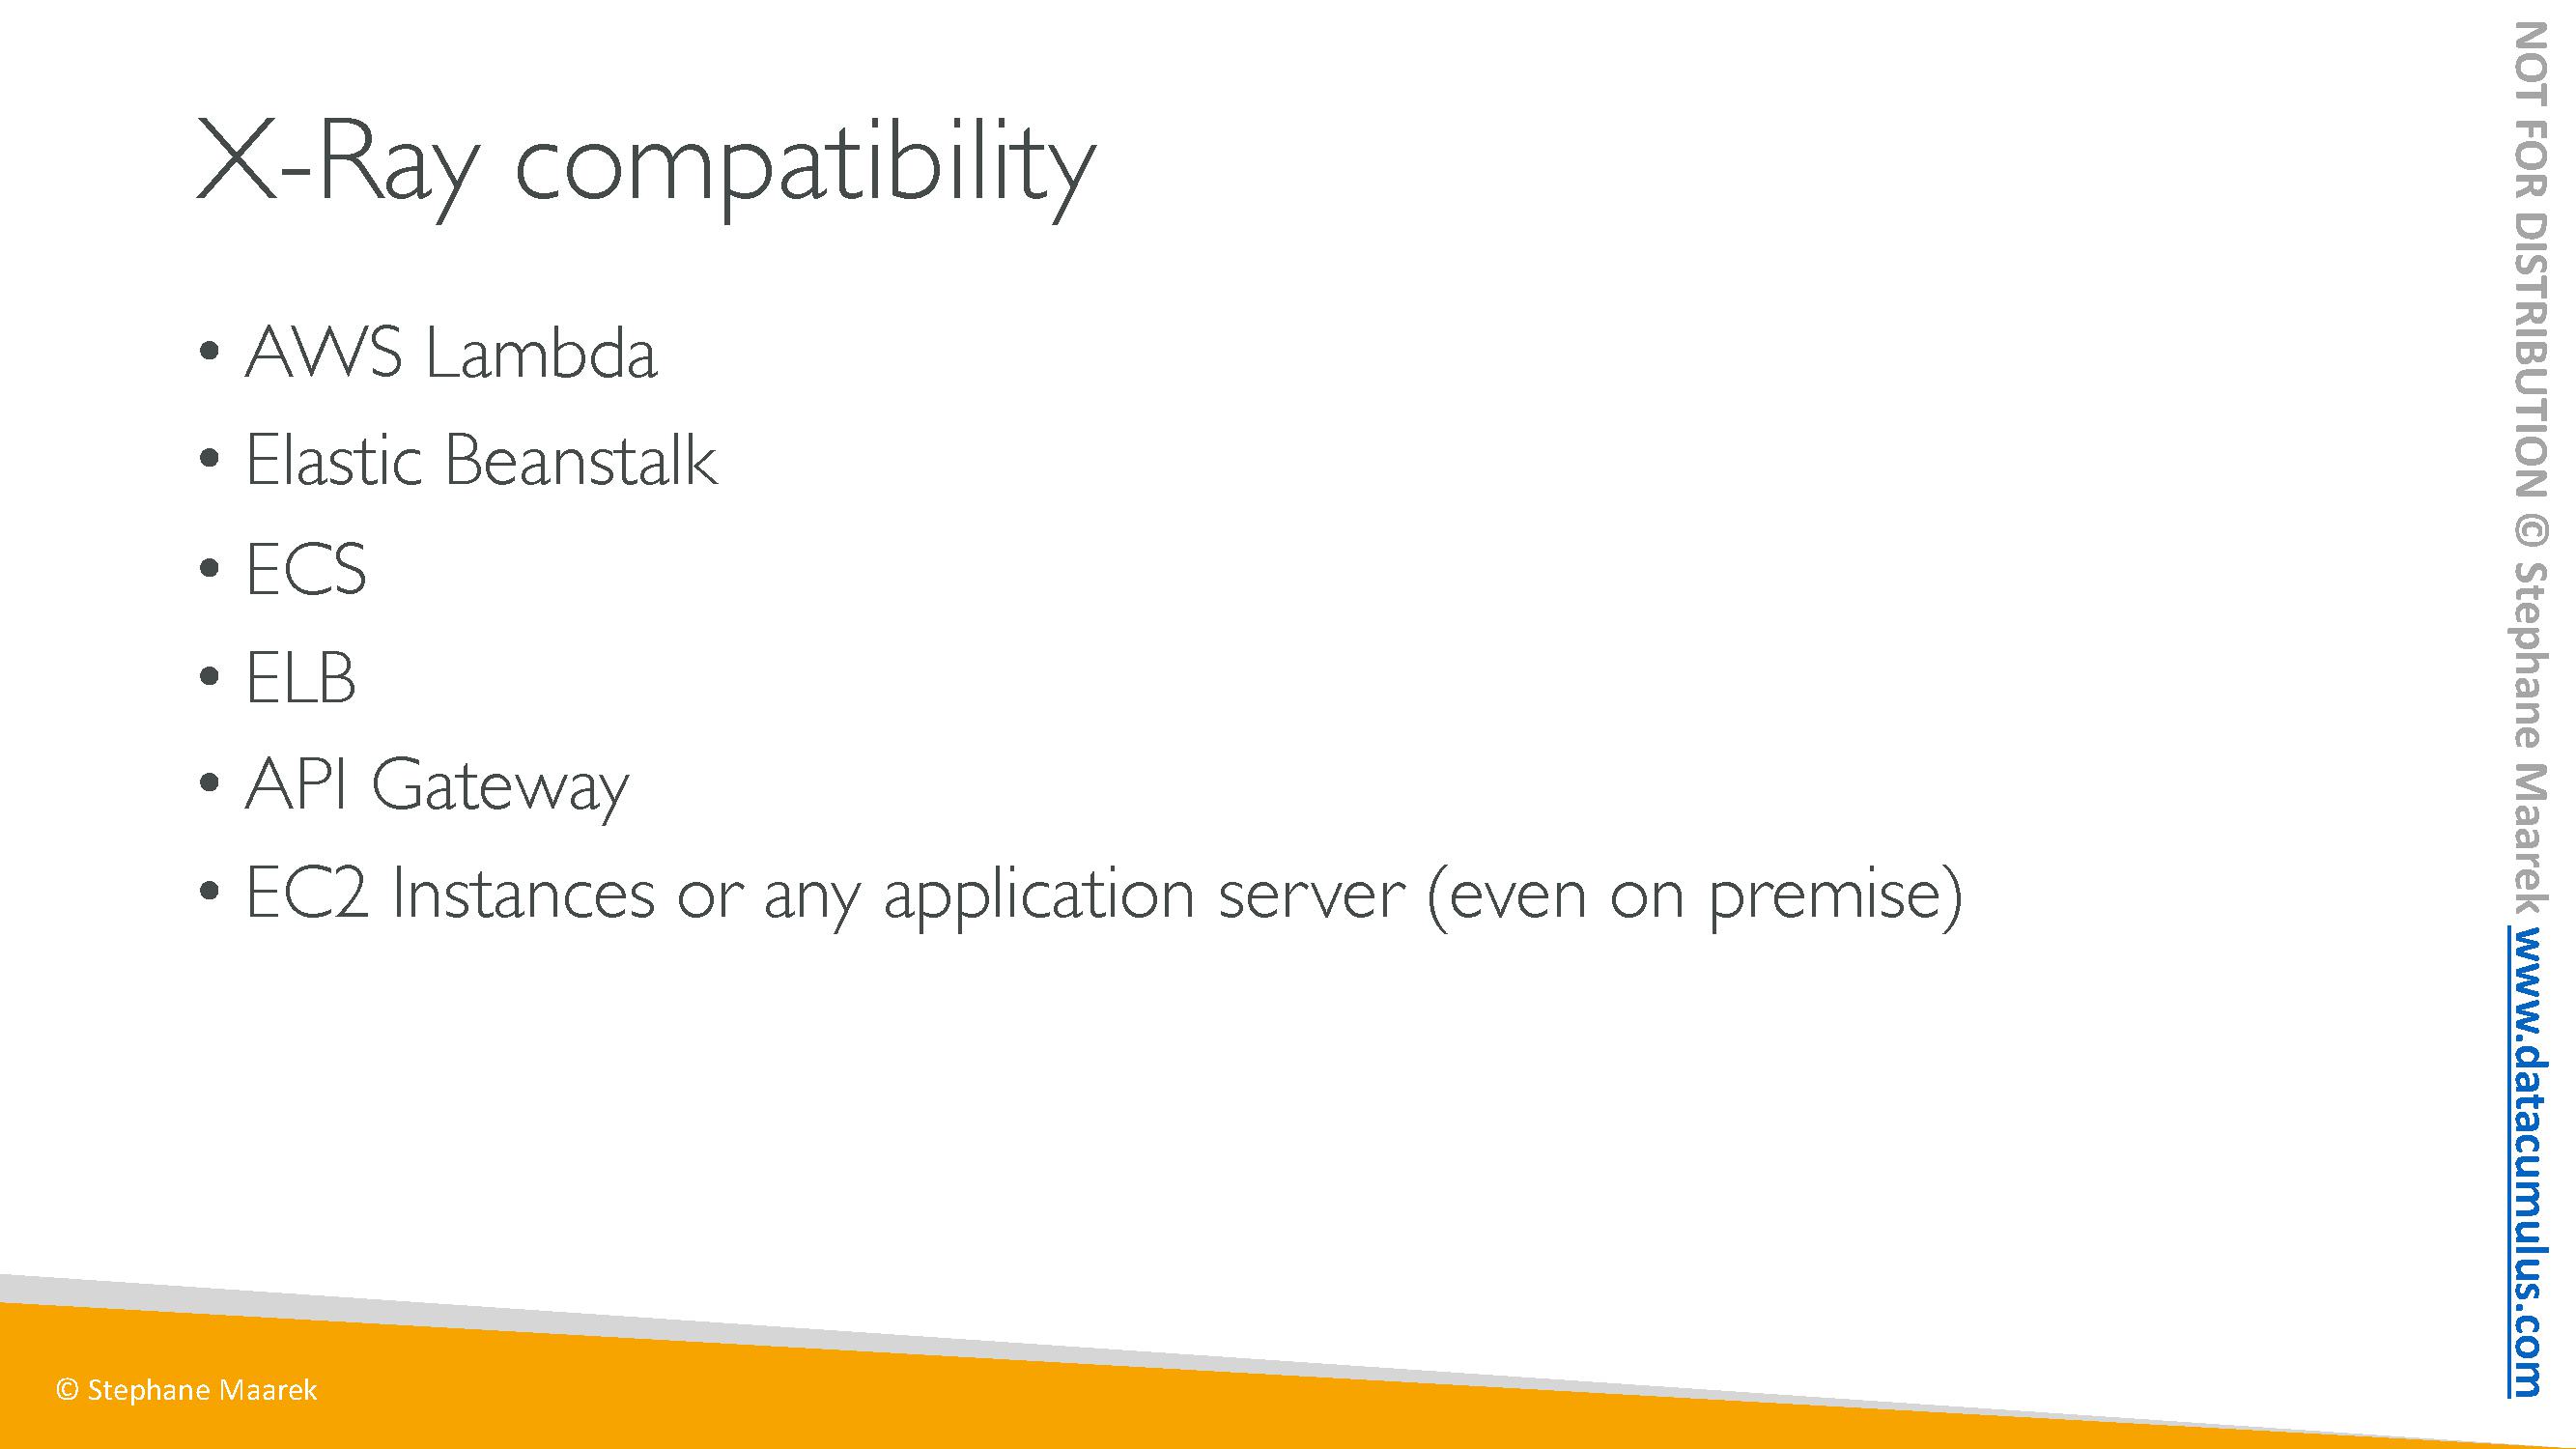 X-Ray compatibility
• AWS Lambda
• Elastic Beanstalk
• ECS
• ELB
• API Gateway
• EC2 Instances or any application server (even on premise)
© Stephane Maarek
NOT FOR DISTRIBUTION © Stephane Maarek www.datacumulus.com